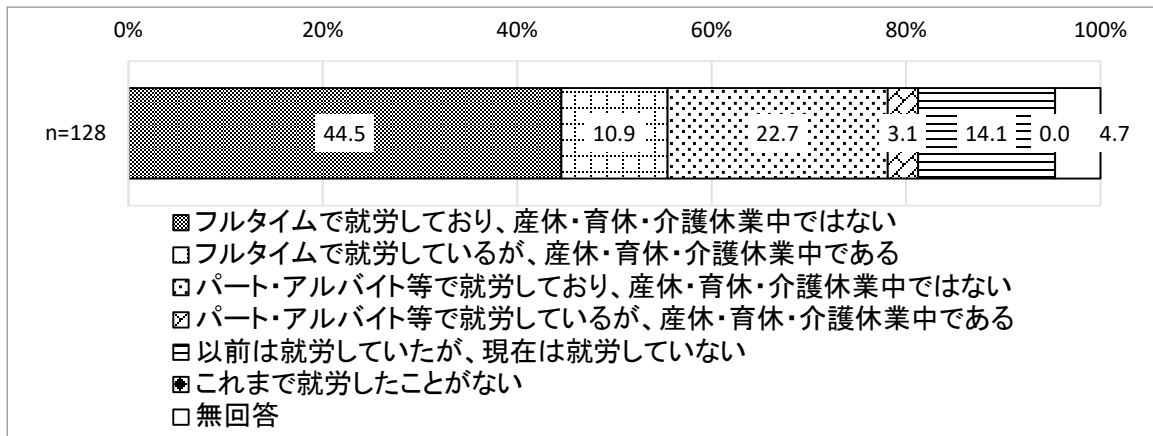 0% 20% 40% 60% 80% 100%
n=128 44.5 10.9 22.7 3.1 14.1 0.0 4.7
フルタイムで就労しており、産休・育休・介護休業中ではない
フルタイムで就労しているが、産休・育休・介護休業中である
パート・アルバイト等で就労しており、産休・育休・介護休業中ではない
パート・アルバイト等で就労しているが、産休・育休・介護休業中である
以前は就労していたが、現在は就労していない
これまで就労したことがない
無回答